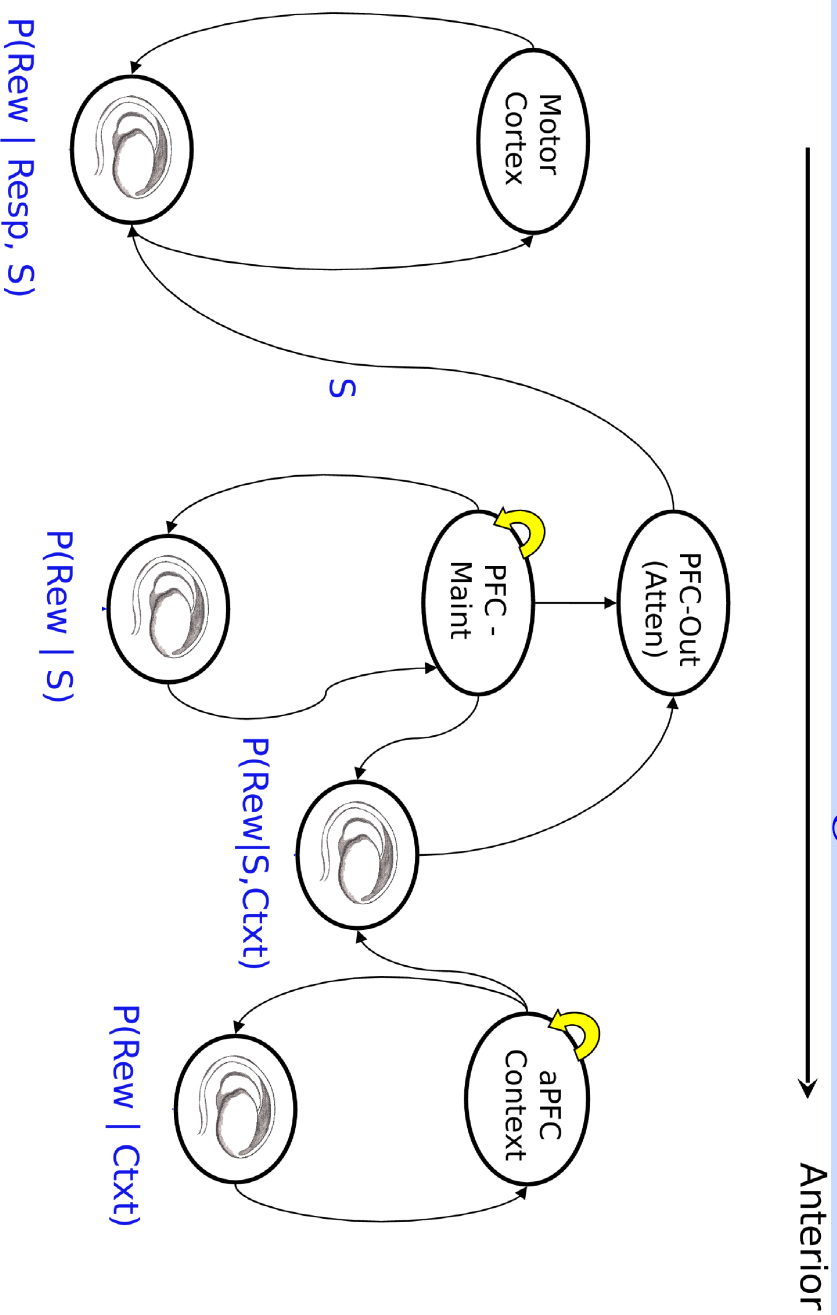 Anterior
Motor
Cortex
PFC-Out
(Atten)
PFC -
Maint
aPFC
Context
S
P(Rew | Resp, S)
P(Rew | S)
P(Rew|S,Ctxt)
P(Rew | Ctxt)